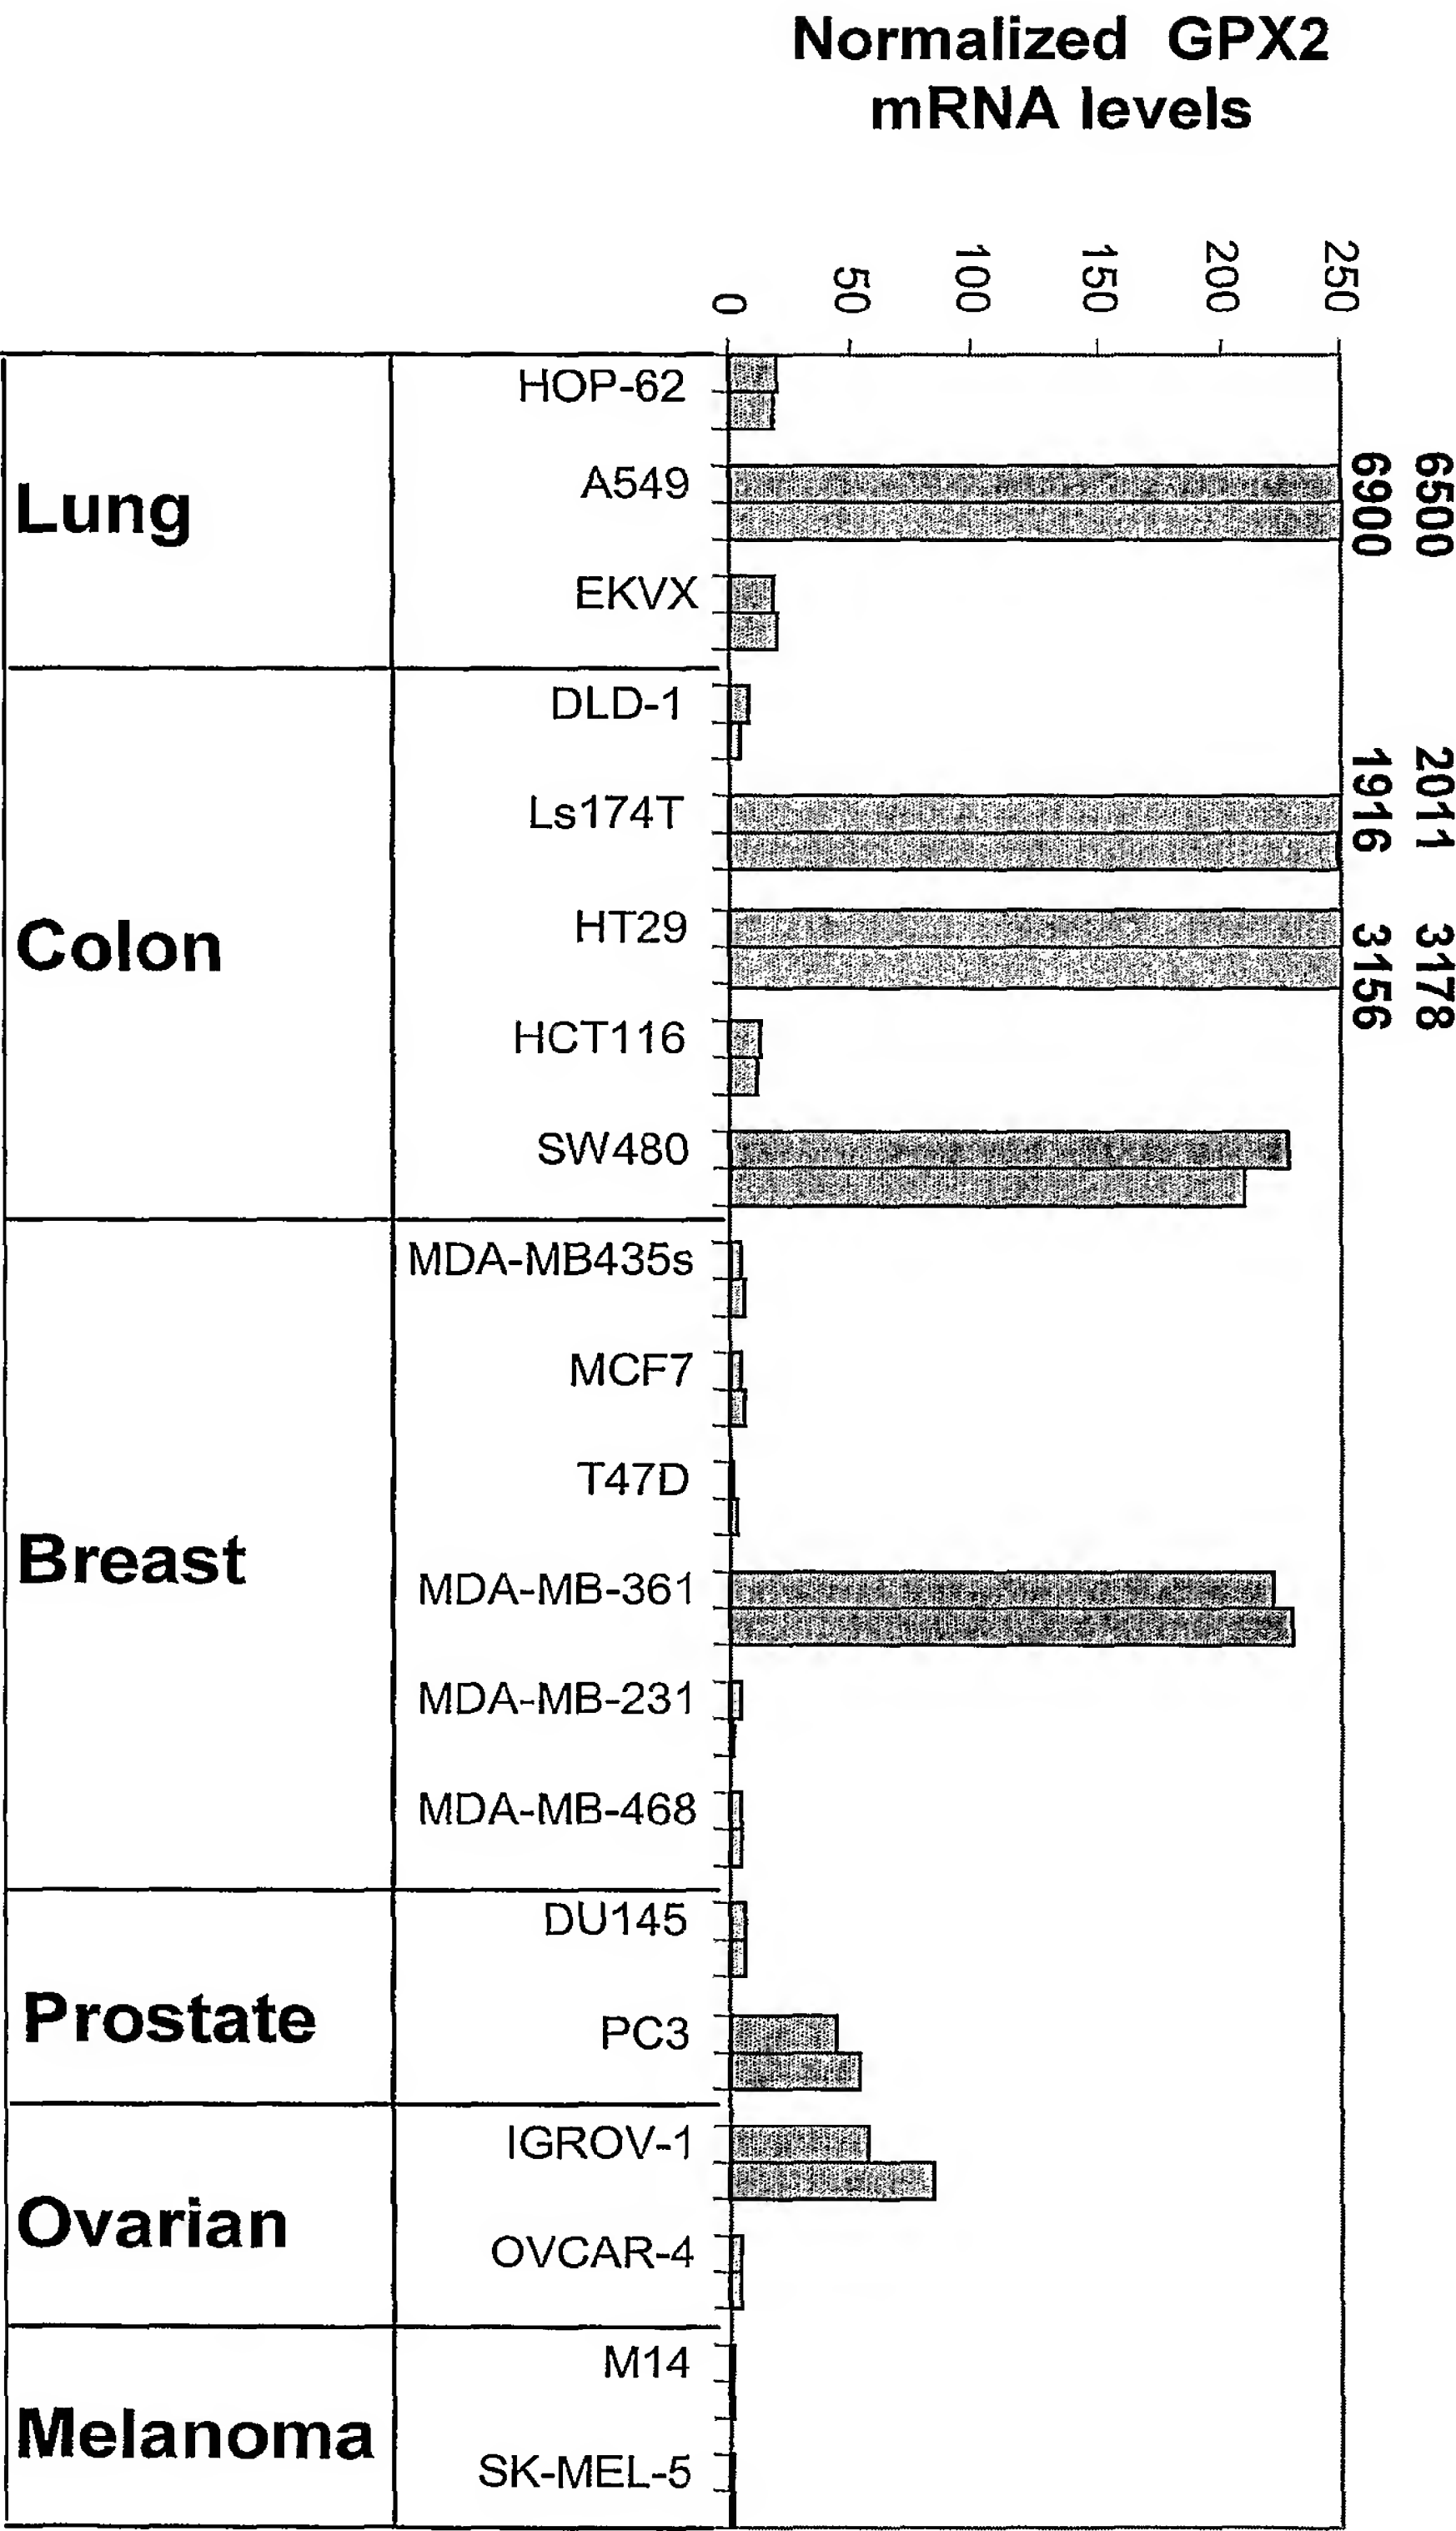 Normalized GPX2
mRNA levels
250
200
150
100
50
0
6500
6900
2011
1916
3178
3156
HOP-62
A549
EKVX
DLD-1
Ls174T
HT29
HCT116
SW480
MDA-MB435s
MCF7
T47D
MDA-MB-361
MDA-MB-231
MDA-MB-468
DU145
PC3
IGROV-1
OVCAR-4
M14
SK-MEL-5
Lung
Colon
Breast
Prostate
Ovarian
Melanoma